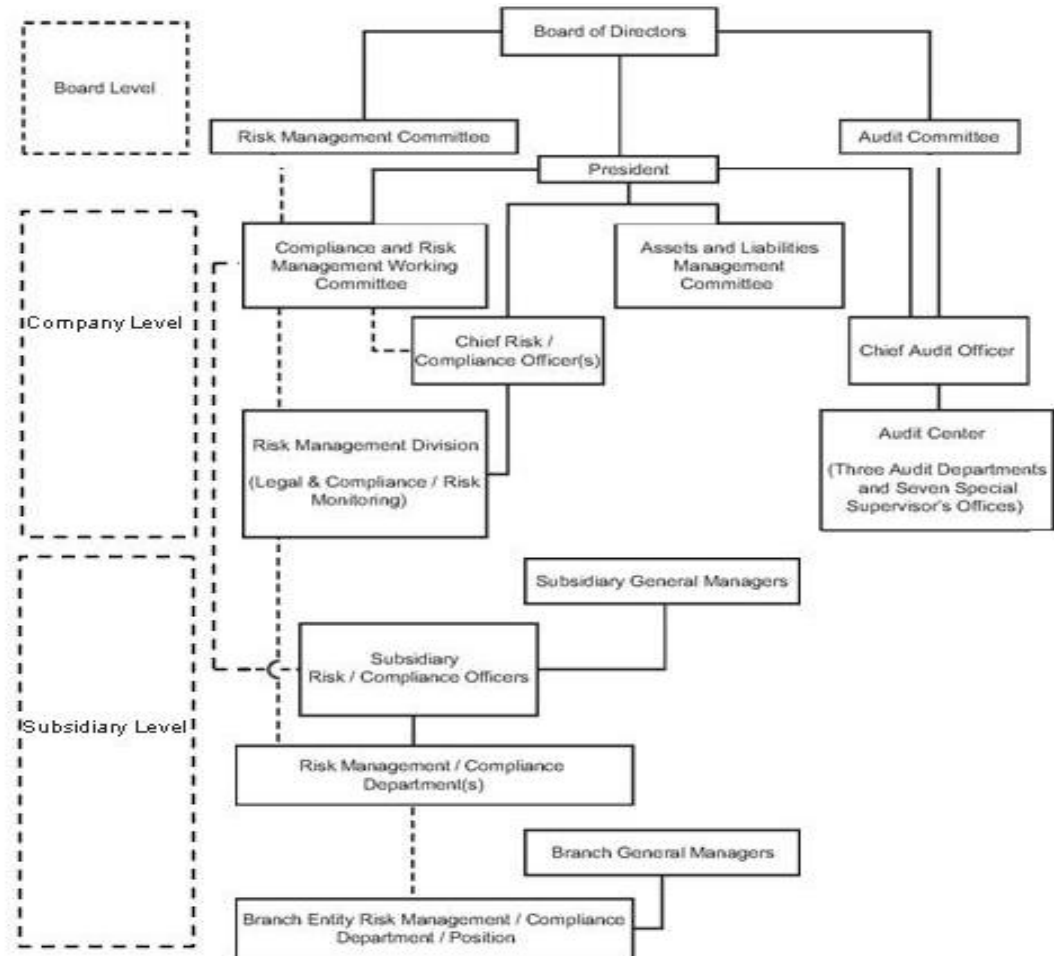 Board of Directors
Board Level
Risk Management Committee
Audit Committee
President
Compliance and Risk
Management Working
Committee
Assets and Liabilities
Management
Committee
Company Level
Chief Risk /
Compliance Officer(s)
Chief Audit Officer
Risk Management Division
(Legal & Compliance / Risk
Monitoring)
Audit Center
(Three Audit Departments
and Seven Special
Supervisor's Offices)
Subsidiary General Managers
Subsidiary
Risk / Compliance Officers
Subsidiary Level
Risk Management / Compliance
Department(s)
Branch General Managers
Branch Entity Risk Management / Compliance
Department / Position